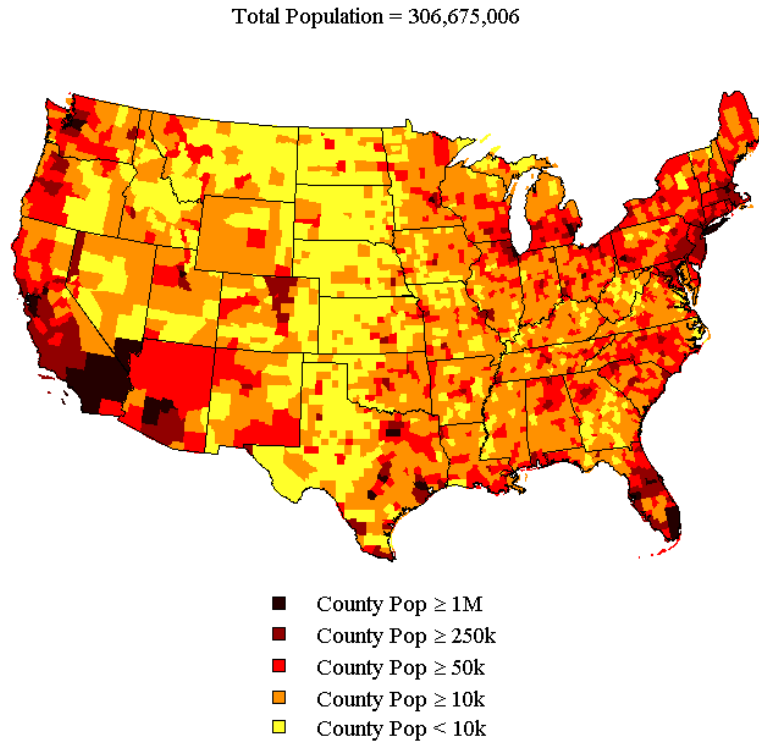 Total Population = 306,675,006
County Pop ≥ 1M
County Pop ≥ 250k
County Pop ≥ 50k
County Pop ≥ 10k
County Pop < 10k